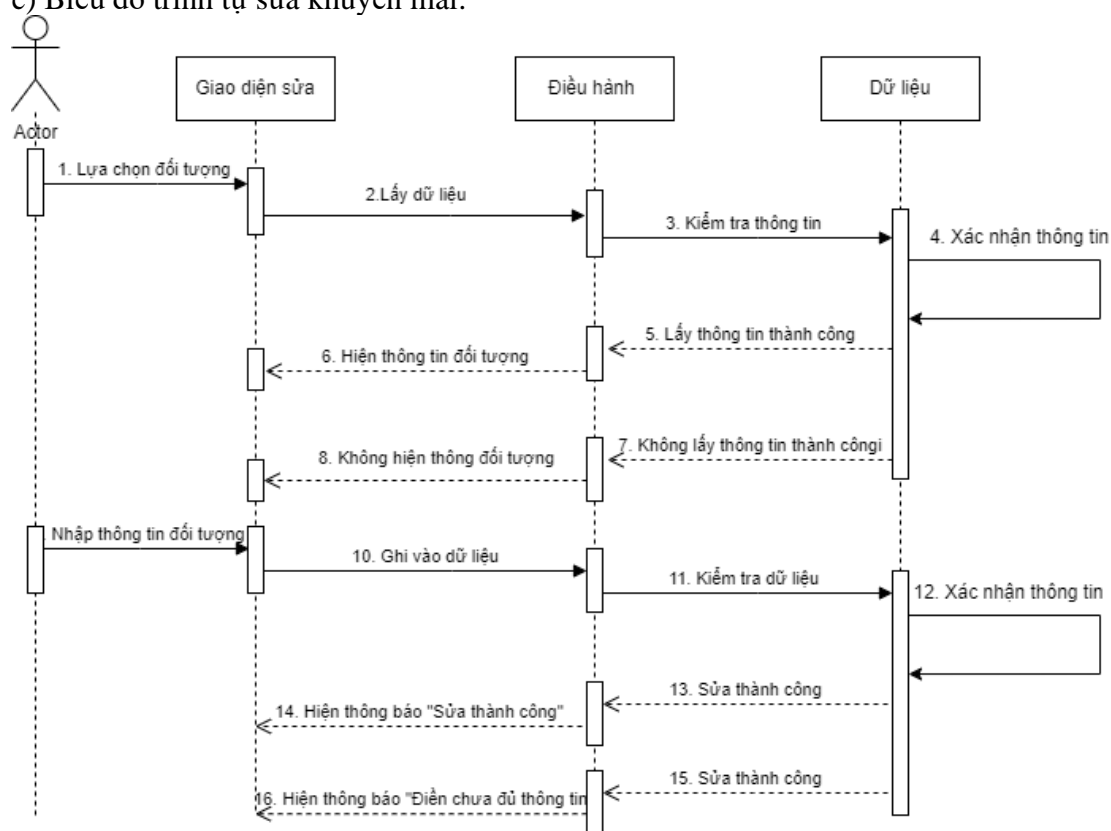 c) Biểu đồ trình tự sửa khuyến mãi:
Giao diện sửa
Điều hành
Dữ liệu
Actor
1. Lựa chọn đối tượng
2.Lấy dữ liệu
3. Kiểm tra thông tin
4. Xác nhận thông tin
5. Lấy thông tin thành công
6. Hiện thông tin đối tượng
7. Không lấy thông tin thành côngi
8. Không hiện thông đối tượng
Nhập thông tin đối tượng
10. Ghi vào dữ liệu
11. Kiểm tra dữ liệu
12. Xác nhận thông tin
13. Sửa thành công
14. Hiện thông báo "Sửa thành công"
15. Sửa thành công
16. Hiện thông báo "Điền chưa đủ thông tin